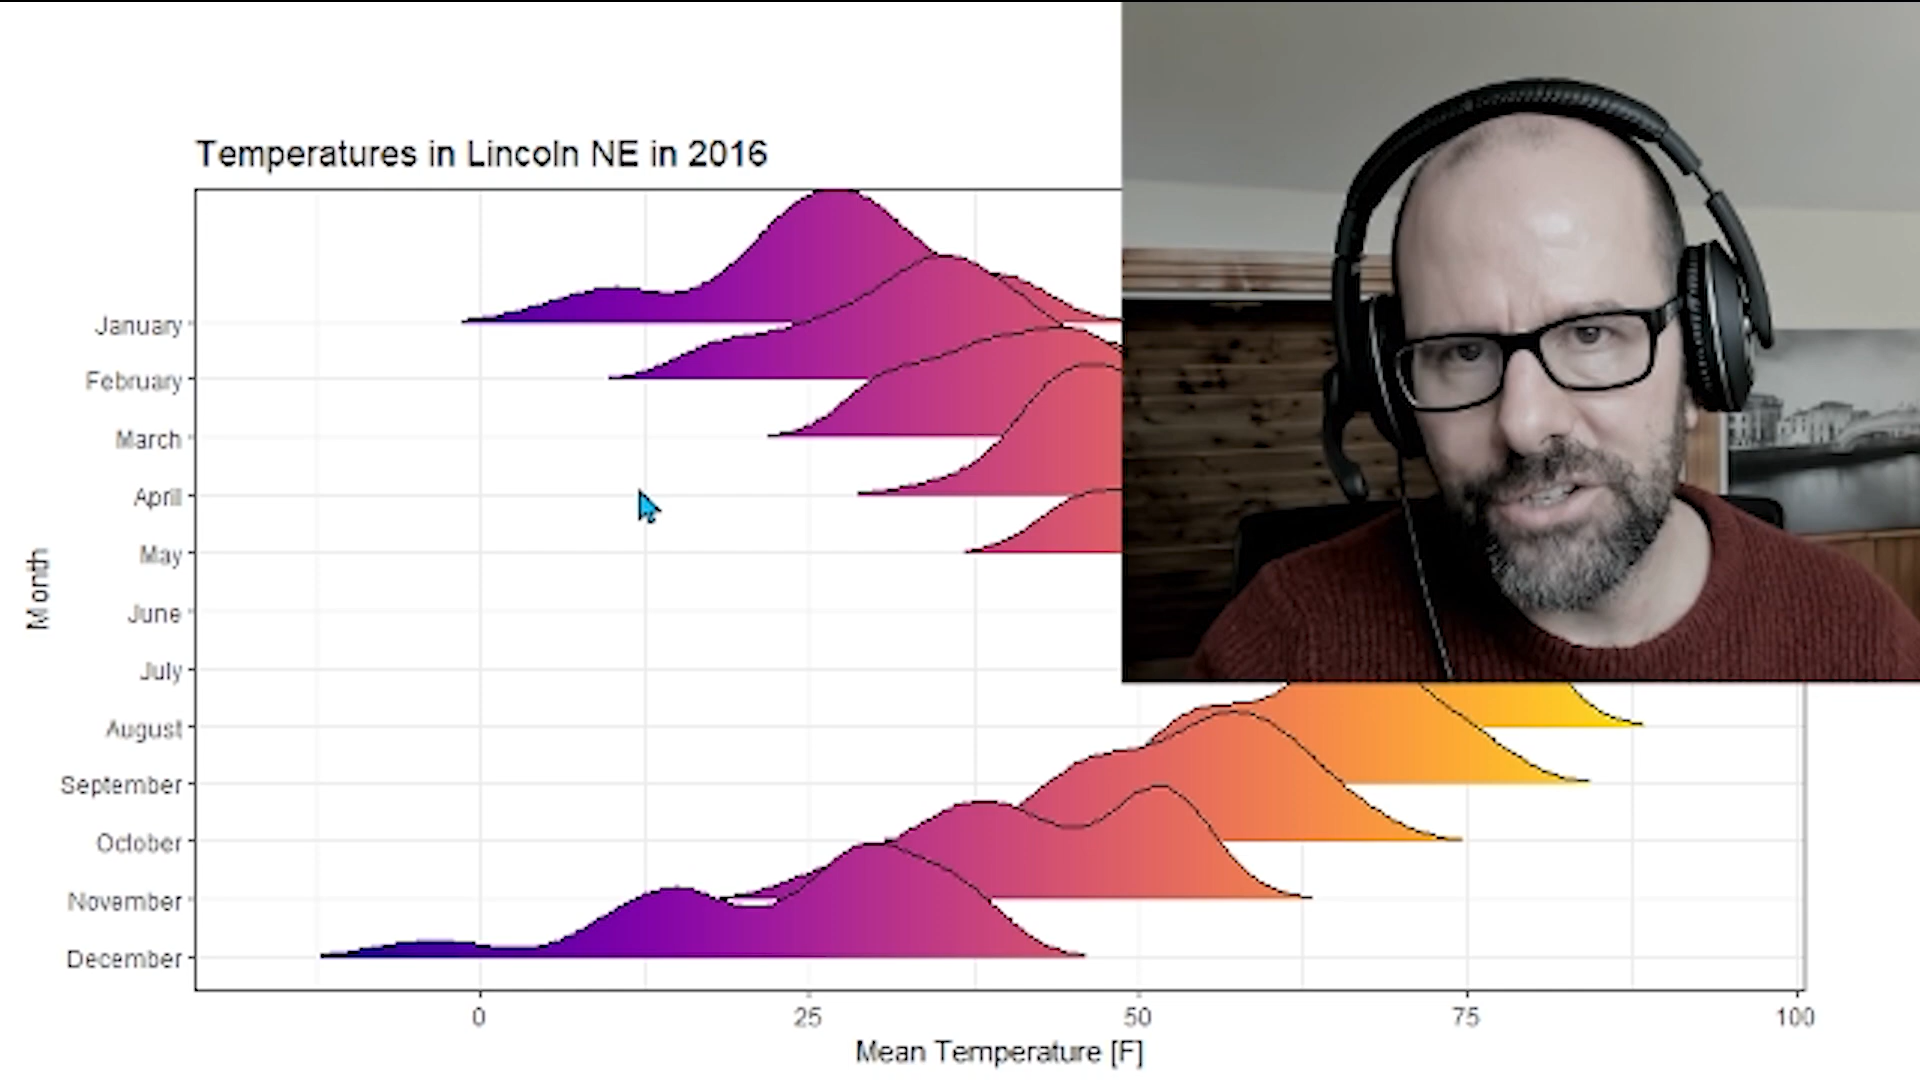 Temperatures in Lincoln NE in 2016
January
February
March
April
May
June
July
August
September
October
November
December
Month
0 25 50 75 100
Mean Temperature [F]